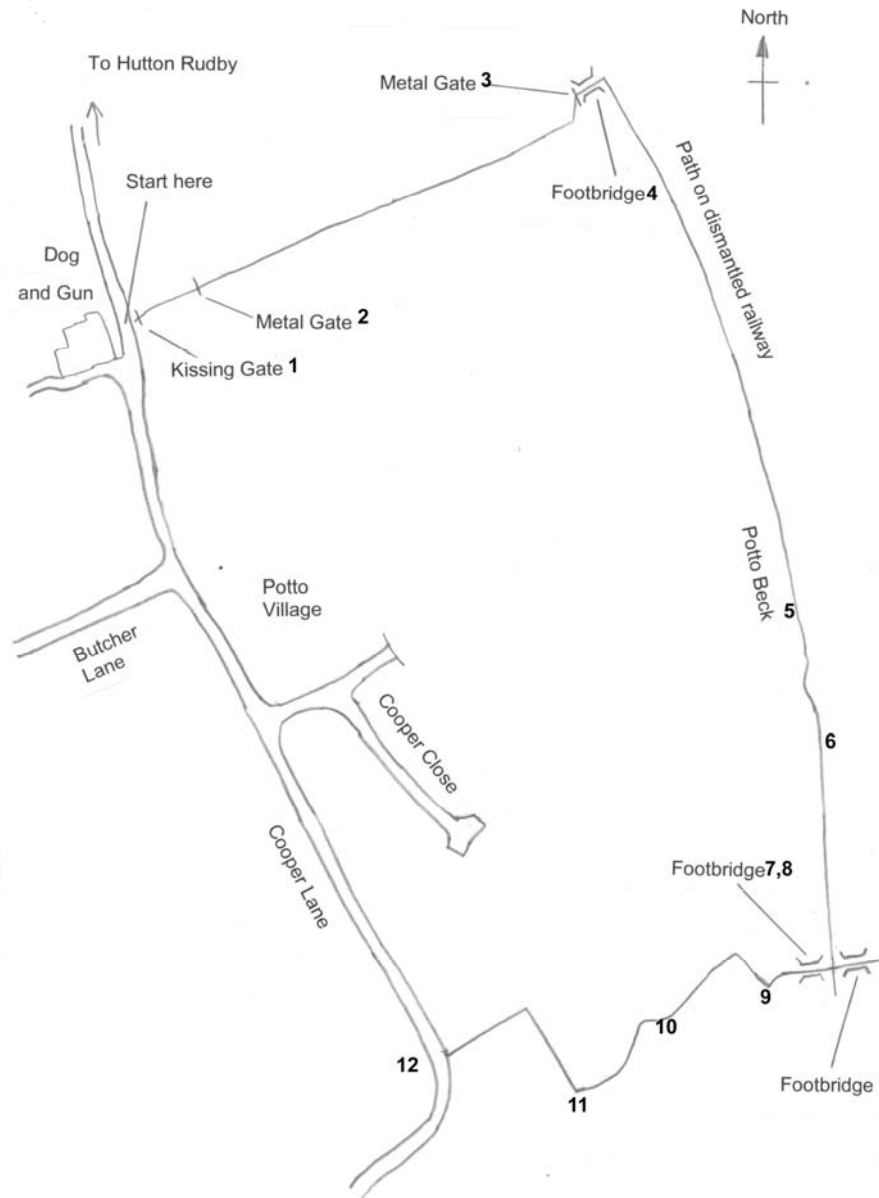 North
To Hutton Rudby
Metal Gate 3
Start here
Footbridge 4
Path on dismantled railway
Dog
and Gun
Metal Gate 2
Kissing Gate 1
Potto Beck
5
Potto
Village
Butcher
Lane
Cooper Close
6
Cooper Lane
Footbridge 7,8
9
10
12
11
Footbridge